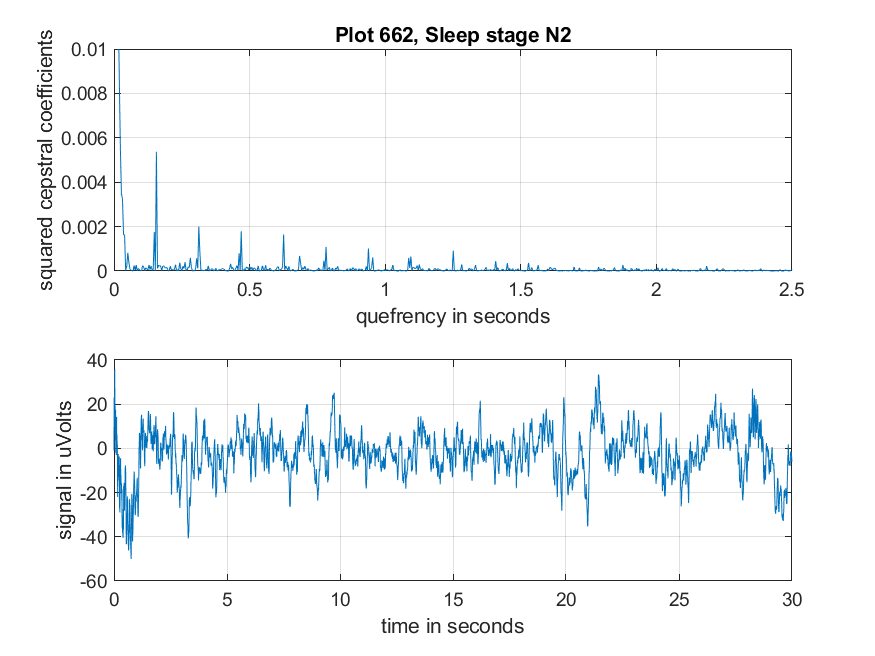 Plot 662, Sleep stage N2
squared cepstral coefficients
0.01
0.008
0.006
0.004
0.002
0
0 0.5 1 1.5 2 2.5
quefrency in seconds
signal in uVolts
40
20
0
-20
-40
-60
0 5 10 15 20 25 30
time in seconds